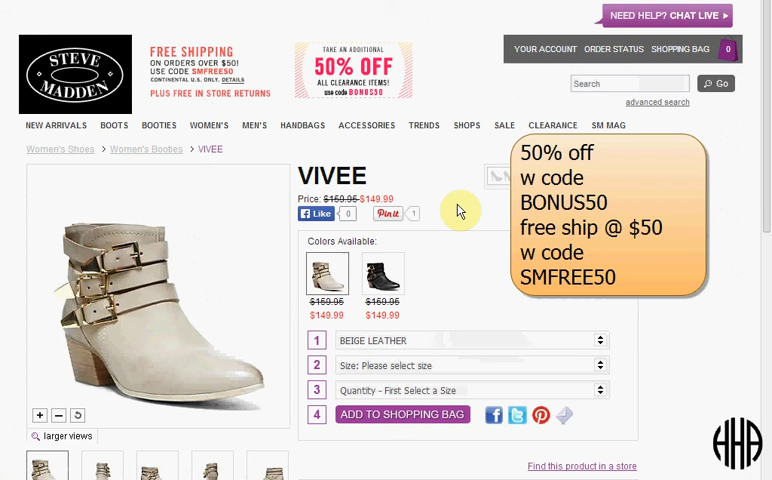 NEED HELP? CHAT LIVE
STEVE
MADDEN
FREE SHIPPING
ON ORDERS OVER $50!
USE CODE SMFREE50
CONTINENTAL U.S. ONLY. DETAILS
PLUS FREE IN STORE RETURNS
TAKE AN ADDITIONAL
50% OFF
ALL CLEARANCE ITEMS!
use code BONUS50
YOUR ACCOUNT ORDER STATUS SHOPPING BAG 0
Search Go
advanced search
NEW ARRIVALS BOOTS BOOTIES WOMEN'S MEN'S HANDBAGS ACCESSORIES TRENDS SHOPS SALE CLEARANCE SM MAG
Women's Shoes > Women's Booties > VIVEE
VIVEE
Price: $159.95 $149.99
Like 0 Pin it 1
50% off
w code
BONUS50
free ship @ $50
w code
SMFREE50
Colors Available:
$159.95 $159.95
$149.99 $149.99
1 BEIGE LEATHER
2 Size: Please select size
3 Quantity - First Select a Size
4 ADD TO SHOPPING BAG
larger views
Find this product in a store
HHA